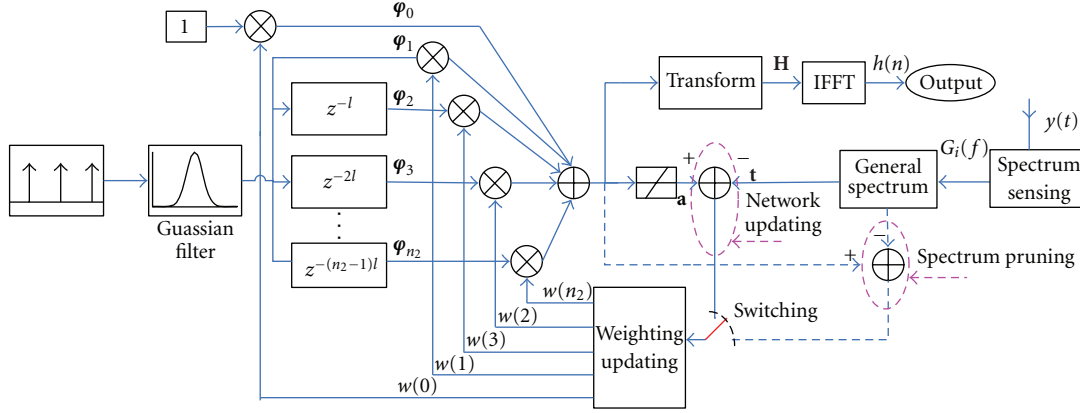 1
φ₀
φ₁
φ₂
φ₃
φₙ₂
z⁻ˡ
z⁻²ˡ
z⁻⁽ⁿ²⁻¹⁾ˡ
Guassian
filter
Transform
H
IFFT
h(n)
Output
y(t)
Gᵢ(f)
General
spectrum
Spectrum
sensing
+
−
a
t
Network
updating
−
+
Spectrum pruning
Switching
Weighting
updating
w(n₂)
w(2)
w(3)
w(1)
w(0)